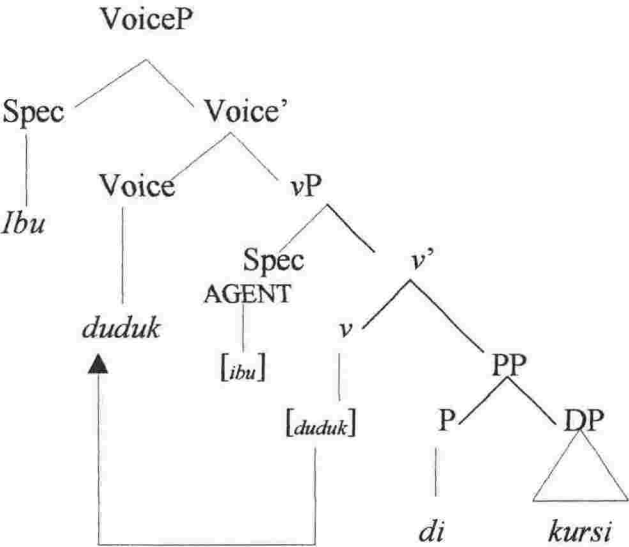 VoiceP
Spec Voice’
Voice vP
Ibu
Spec v’
AGENT
duduk v
[ibu] PP
[duduk] P DP
di kursi